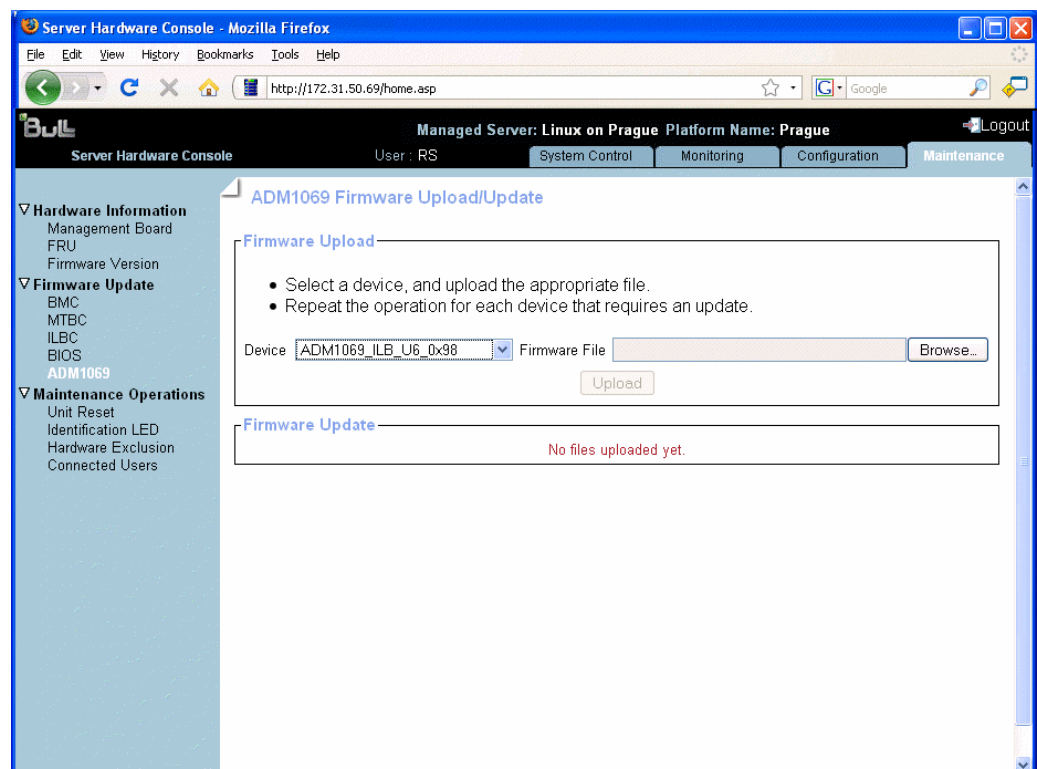 Server Hardware Console - Mozilla Firefox
File Edit View History Bookmarks Tools Help
http://172.31.50.69/home.asp
G Google
Bull
Managed Server: Linux on Prague Platform Name: Prague
Logout
Server Hardware Console
User : RS
System Control
Monitoring
Configuration
Maintenance
Hardware Information
Management Board
FRU
Firmware Version
Firmware Update
BMC
MTBC
ILBC
BIOS
ADM1069
Maintenance Operations
Unit Reset
Identification LED
Hardware Exclusion
Connected Users
ADM1069 Firmware Upload/Update
Firmware Upload
• Select a device, and upload the appropriate file.
• Repeat the operation for each device that requires an update.
Device ADM1069_ILB_U6_0x98 Firmware File Browse...
Upload
Firmware Update
No files uploaded yet.